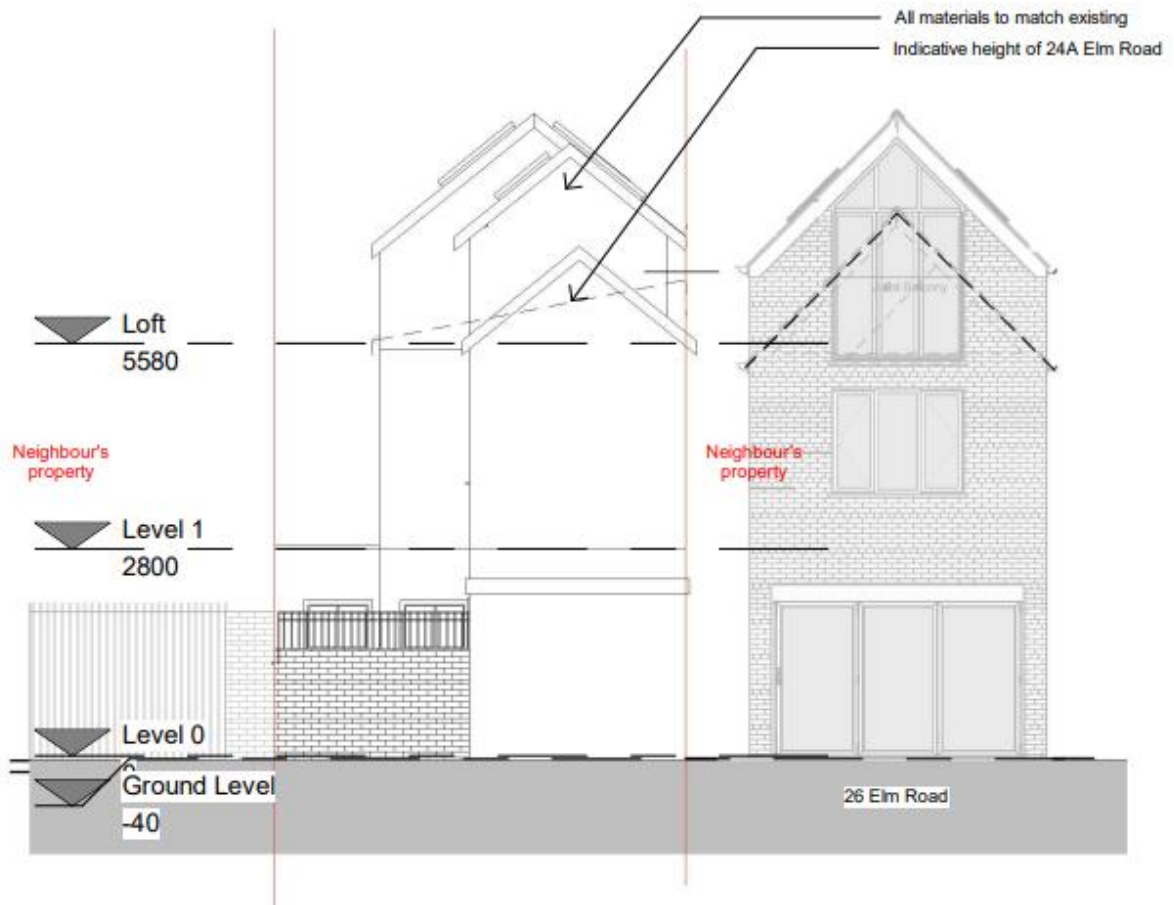 All materials to match existing
Indicative height of 24A Elm Road
Loft
5580
Neighbour's
property
Neighbour's
property
Level 1
2800
Level 0
Ground Level
-40
26 Elm Road